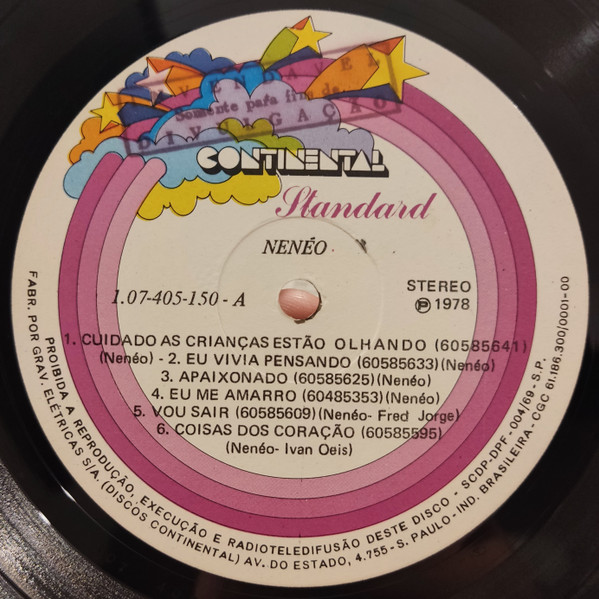 INVENDÁVEL
Somente para fins de
DIVULGAÇÃO
CONTINENTAL
Standard
NENÉO
1.07-405-150 - A
STEREO
Ⓟ 1978
1. CUIDADO AS CRIANÇAS ESTÃO OLHANDO (60585641)
(Nenéo) - 2. EU VIVIA PENSANDO (60585633) (Nenéo)
3. APAIXONADO (60585625) (Nenéo)
4. EU ME AMARRO (60485353) (Nenéo)
5. VOU SAIR (60585609) (Nenéo- Fred Jorge)
6. COISAS DOS CORAÇÃO (60585595)
(Nenéo- Ivan Oeis)
PROIBIDA A REPRODUÇÃO, EXECUÇÃO E RADIOTELEDIFUSÃO DESTE DISCO - SCDP-DPF - 004/69 - S.P.
FABR. POR GRAV. ELÉTRICAS S/A. (DISCOS CONTINENTAL) AV. DO ESTADO, 4.755 - S. PAULO - IND. BRASILEIRA - CGC 61.186.300/0001-00